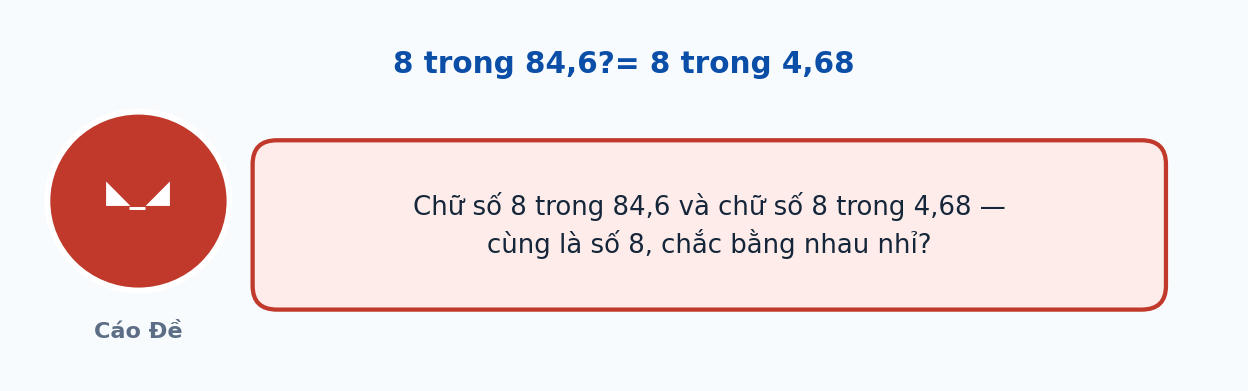 8 trong 84,6?= 8 trong 4,68
Chữ số 8 trong 84,6 và chữ số 8 trong 4,68 —
cùng là số 8, chắc bằng nhau nhỉ?
Cáo Đề